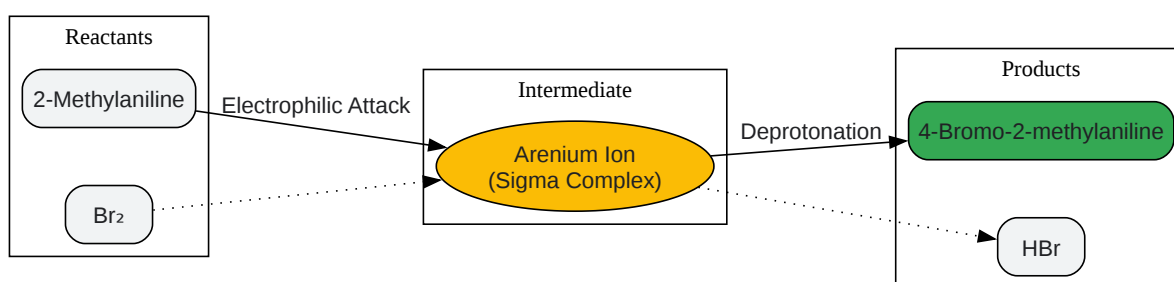 Reactants
2-Methylaniline
Br₂
Electrophilic Attack
Intermediate
Arenium Ion
(Sigma Complex)
Deprotonation
Products
4-Bromo-2-methylaniline
HBr